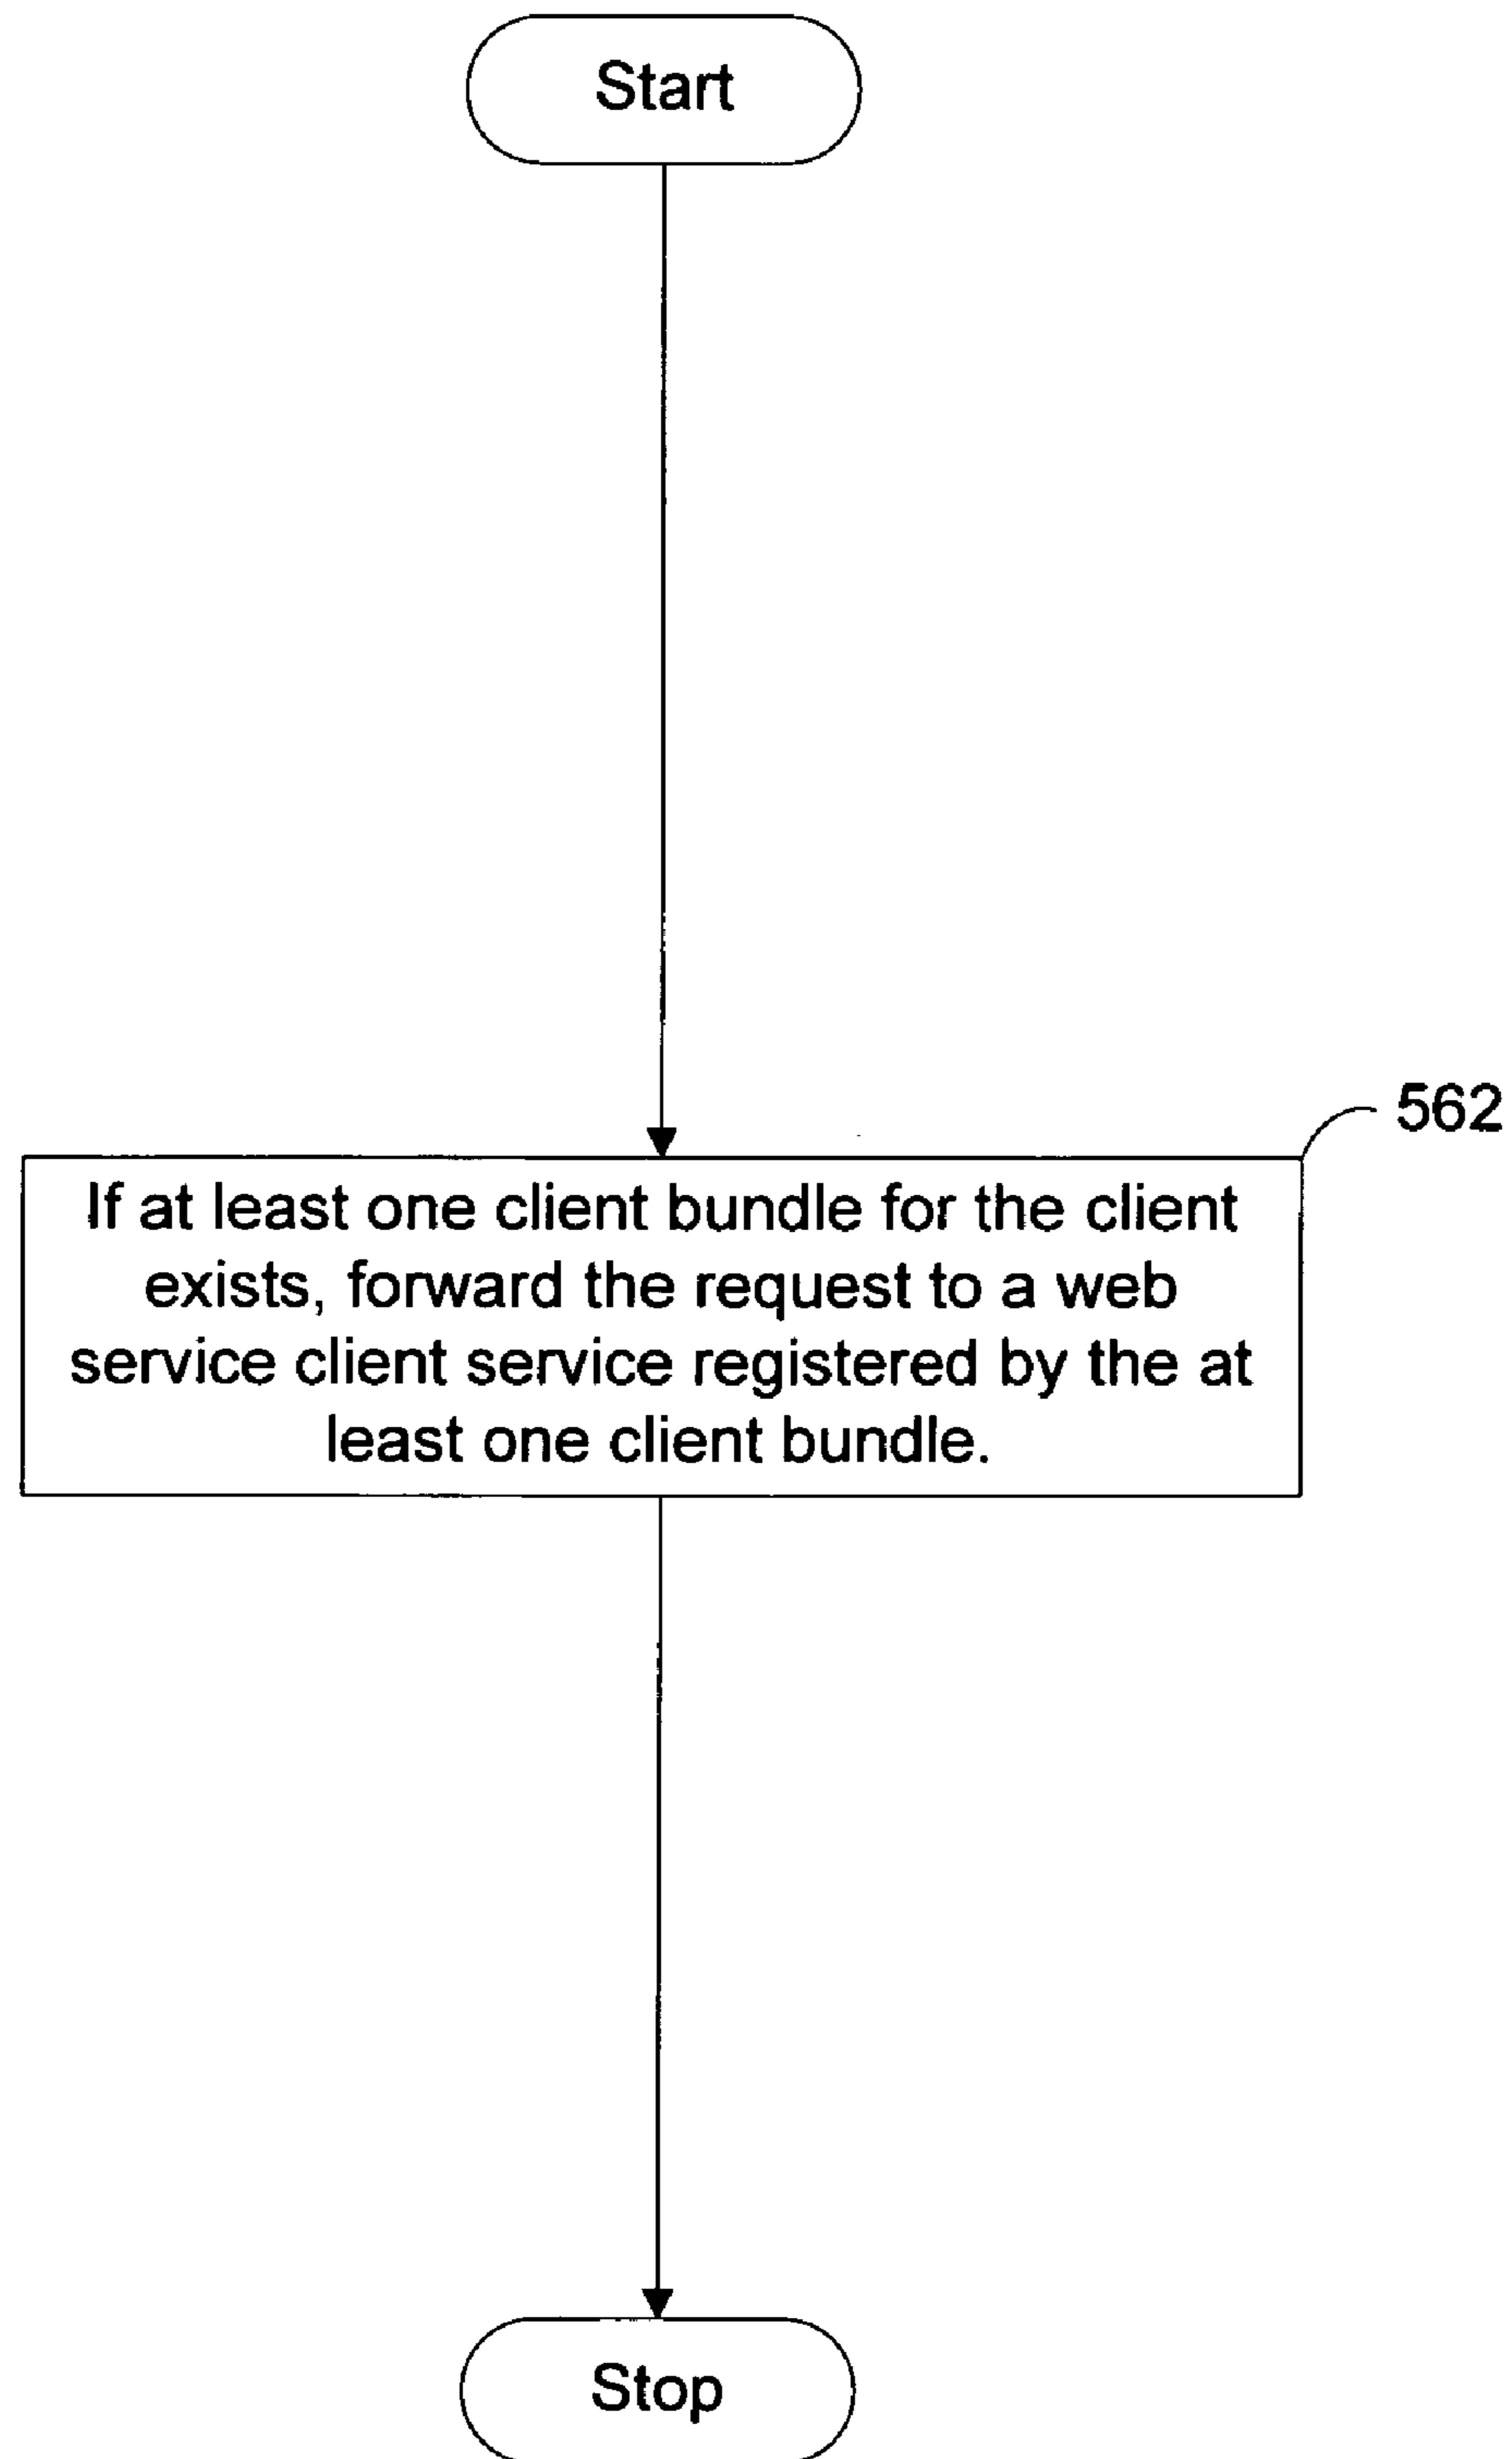 Start
562
If at least one client bundle for the client
exists, forward the request to a web
service client service registered by the at
least one client bundle.
Stop